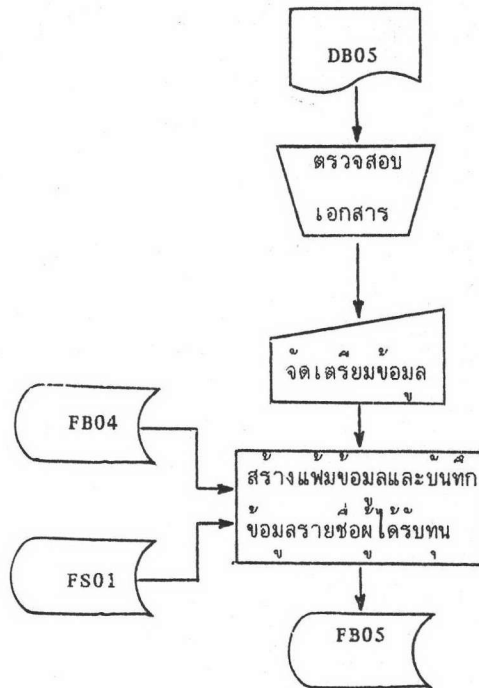 DB05
ตรวจสอบ
เอกสาร
จัดเตรียมข้อมูล
FB04
สร้างแฟ้มข้อมูลและบันทึก
ข้อมูลรายชื่อผู้ได้รับทุน
FS01
FB05